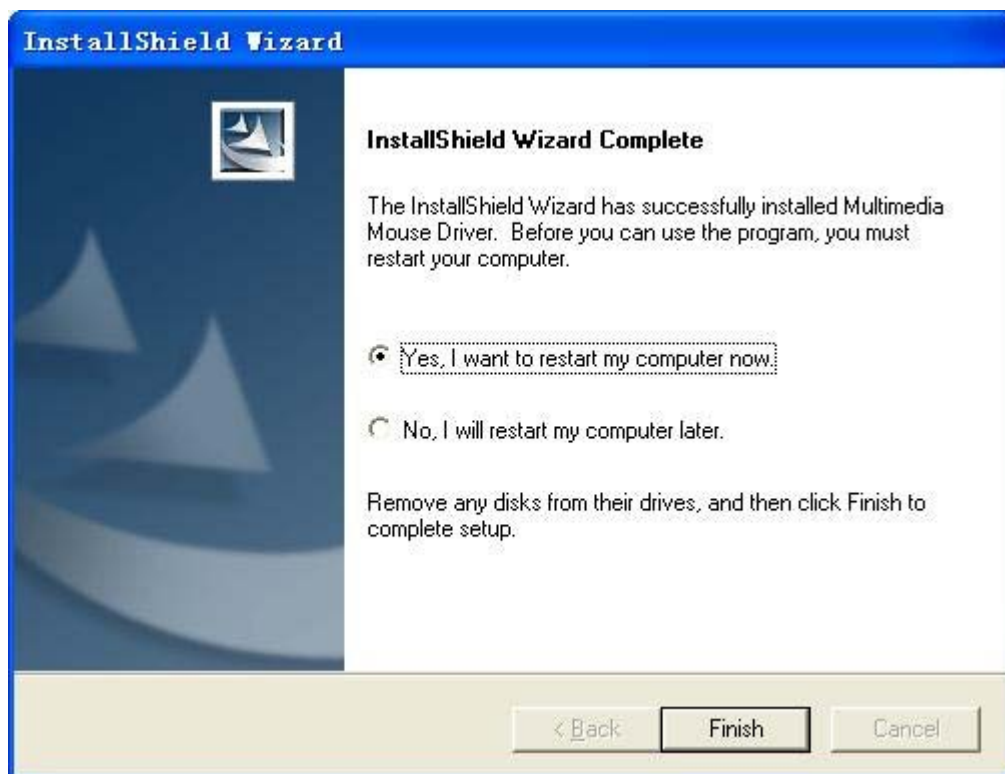 InstallShield Wizard
InstallShield Wizard Complete
The InstallShield Wizard has successfully installed Multimedia
Mouse Driver.  Before you can use the program, you must
restart your computer.
Yes, I want to restart my computer now.
No, I will restart my computer later.
Remove any disks from their drives, and then click Finish to
complete setup.
< Back
Finish
Cancel